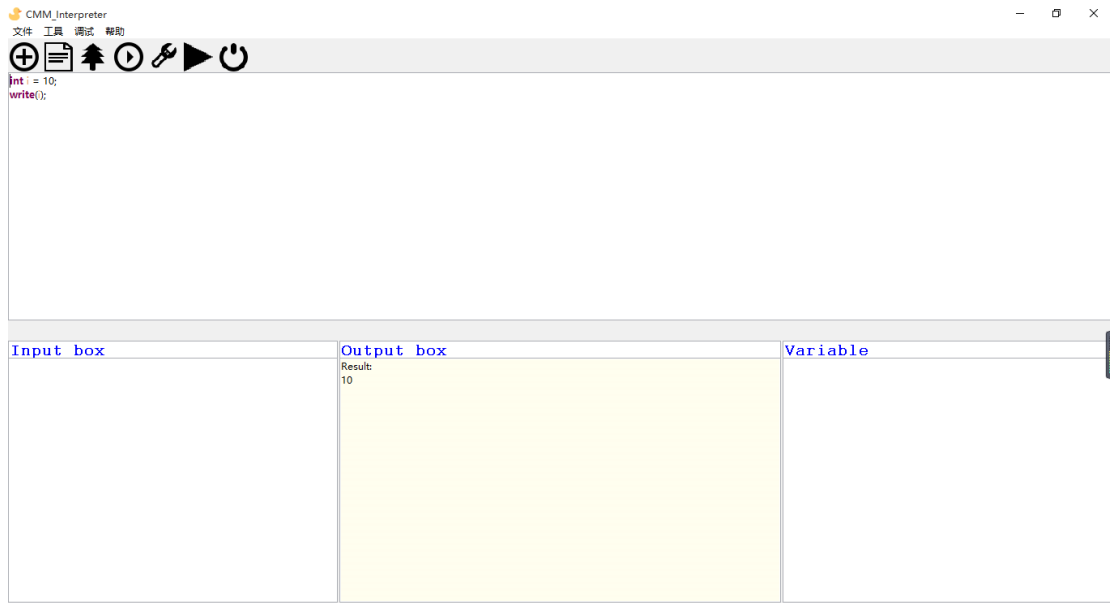 CMM_Interpreter
文件 工具 调试 帮助
int i = 10;
write(i);
Input box
Output box
Variable
Result:
10